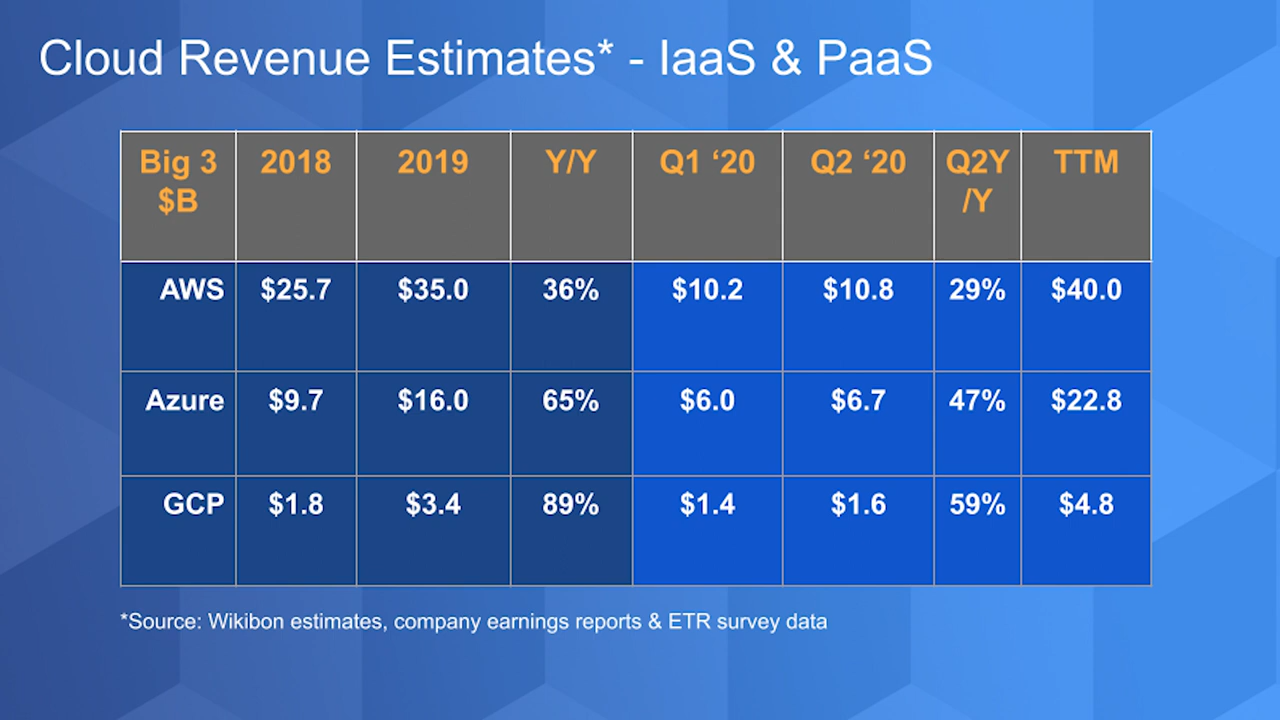 Cloud Revenue Estimates* - IaaS & PaaS
Big 3 $B 2018 2019 Y/Y Q1 ‘20 Q2 ‘20 Q2Y /Y TTM
AWS $25.7 $35.0 36% $10.2 $10.8 29% $40.0
Azure $9.7 $16.0 65% $6.0 $6.7 47% $22.8
GCP $1.8 $3.4 89% $1.4 $1.6 59% $4.8
*Source: Wikibon estimates, company earnings reports & ETR survey data